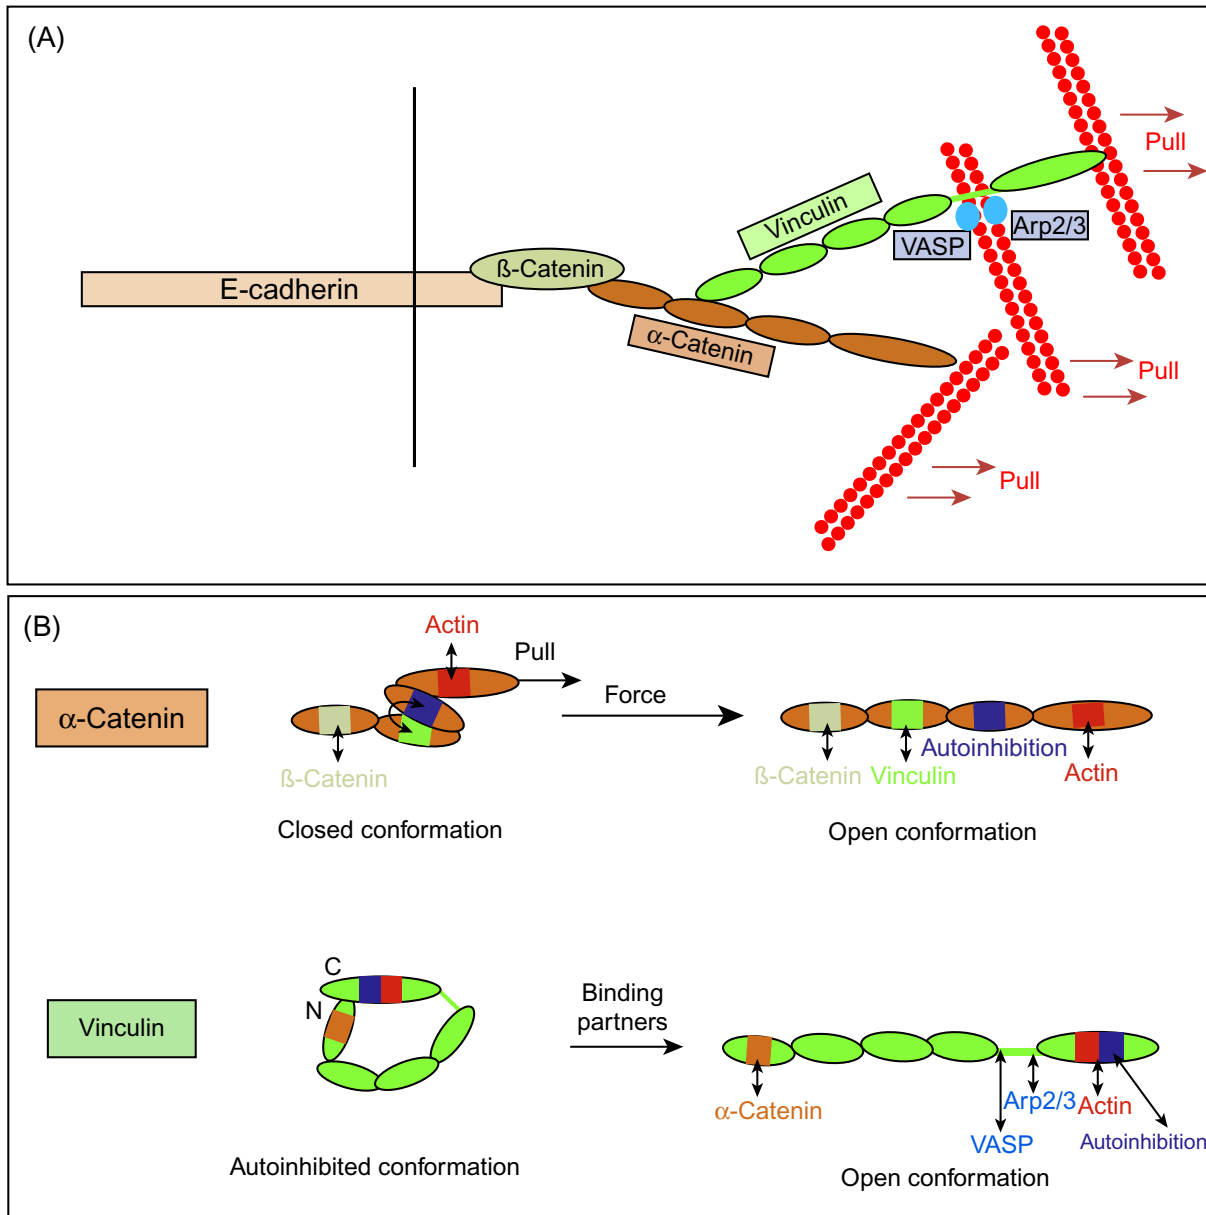 (A)
Pull
Vinculin
Arp2/3
VASP
ß-Catenin
E-cadherin
α-Catenin
Pull
Pull
(B)
Actin
Pull
Force
α-Catenin
Autoinhibition
ß-Catenin
ß-Catenin
Vinculin
Actin
Closed conformation
Open conformation
C
N
Binding
partners
Vinculin
α-Catenin
Arp2/3
Actin
VASP
Autoinhibition
Autoinhibited conformation
Open conformation